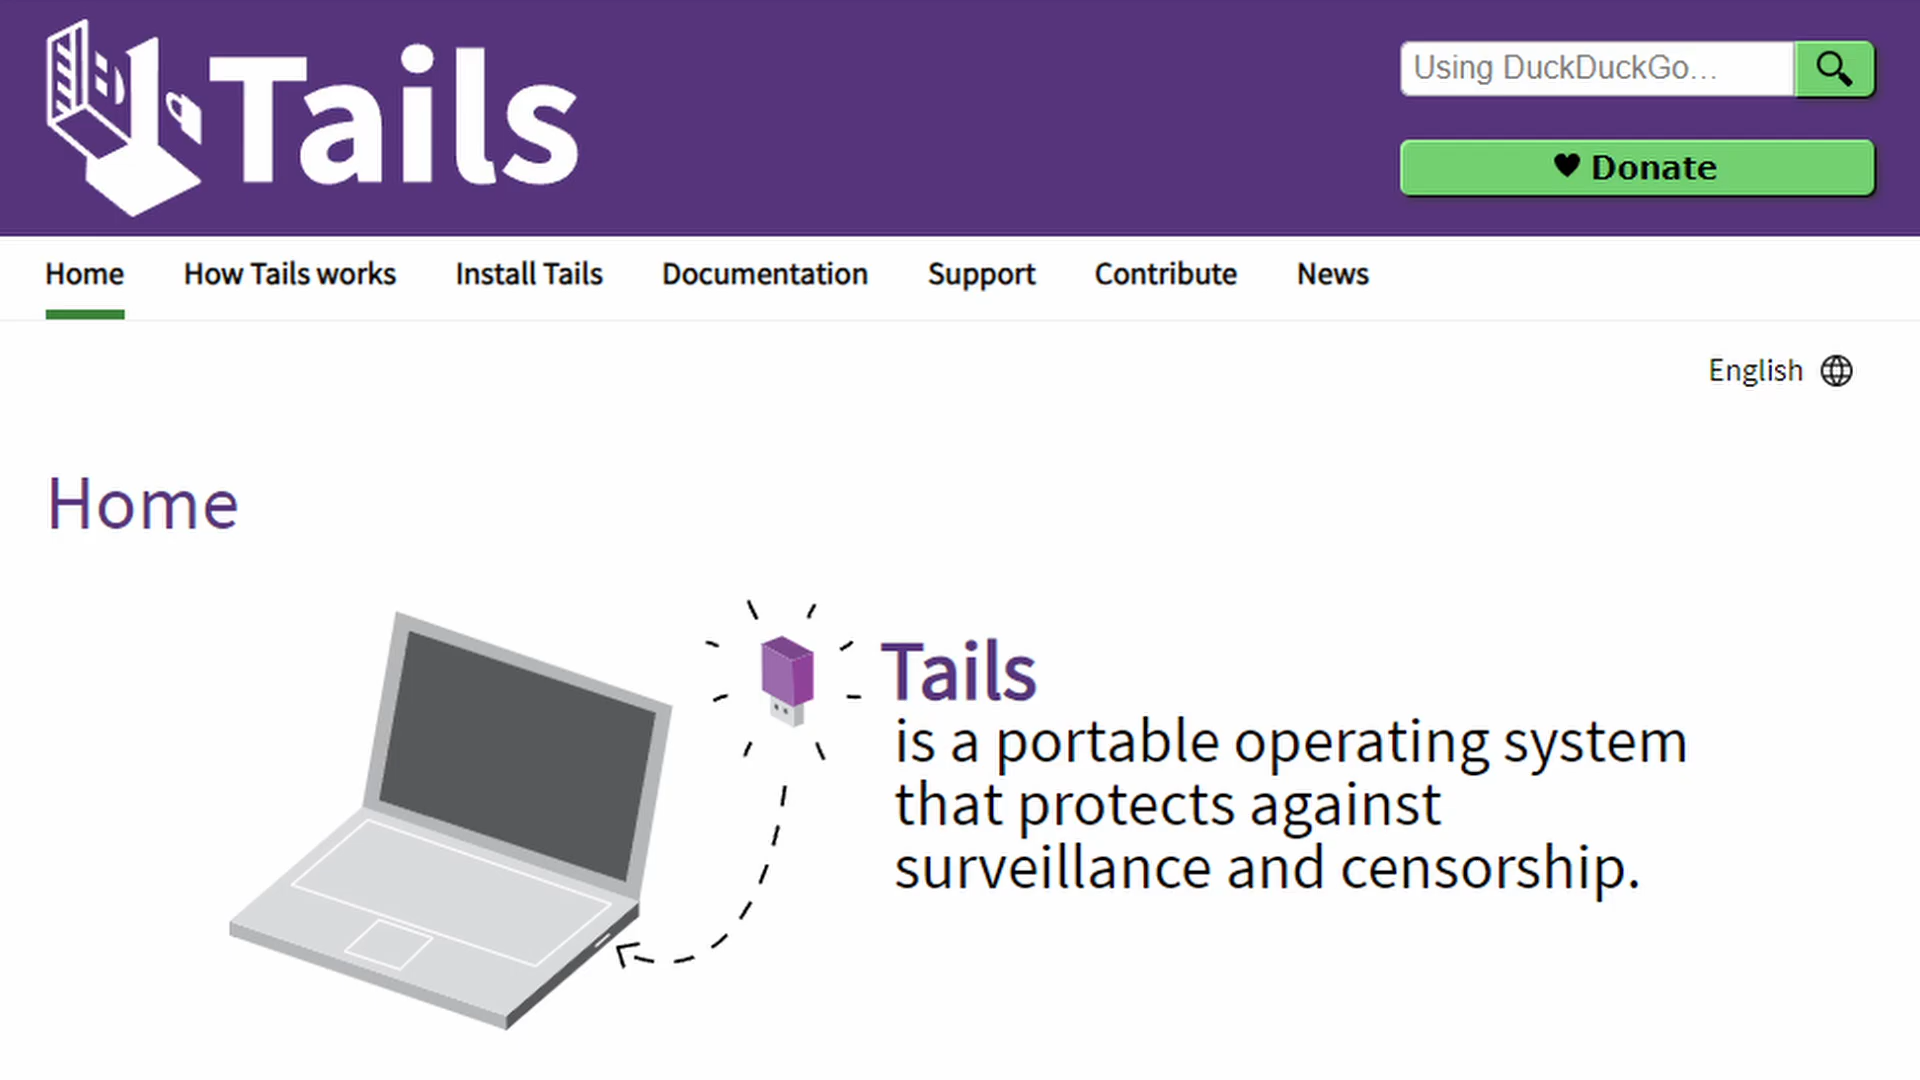 Tails
Using DuckDuckGo...
♥ Donate
Home How Tails works Install Tails Documentation Support Contribute News
English
Home
Tails
is a portable operating system
that protects against
surveillance and censorship.